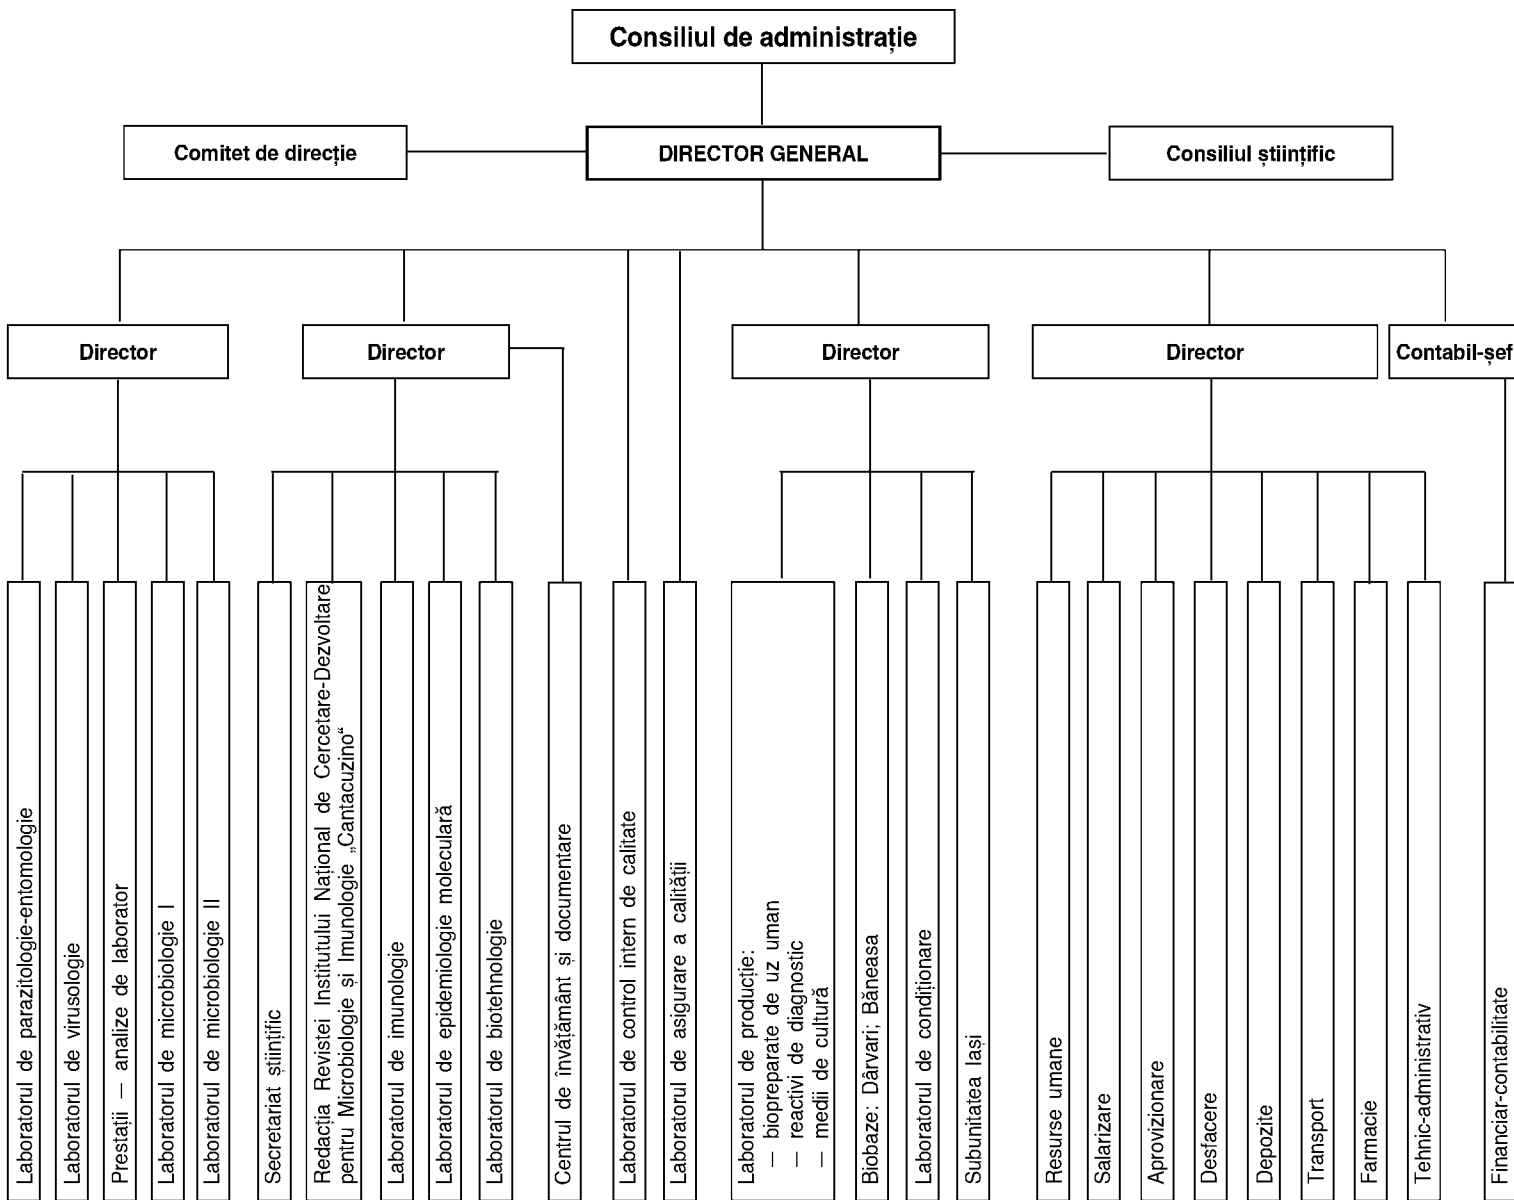 Consiliul de administrație
Comitet de direcție
DIRECTOR GENERAL
Consiliul științific
Director
Director
Director
Director
Contabil-șef
Laboratorul de parazitologie-entomologie
Laboratorul de virusologie
Prestații — analize de laborator
Laboratorul de microbiologie I
Laboratorul de microbiologie II
Secretariat științific
Redacția Revistei Institutului Național de Cercetare-Dezvoltare
pentru Microbiologie și Imunologie „Cantacuzino“
Laboratorul de imunologie
Laboratorul de epidemiologie moleculară
Laboratorul de biotehnologie
Centrul de învățământ și documentare
Laboratorul de control intern de calitate
Laboratorul de asigurare a calității
Laboratorul de producție:
— biopreparate de uz uman
— reactivi de diagnostic
— medii de cultură
Biobaze: Dârvari; Băneasa
Laboratorul de condiționare
Subunitatea Iași
Resurse umane
Salarizare
Aprovizionare
Desfacere
Depozite
Transport
Farmacie
Tehnic-administrativ
Financiar-contabilitate